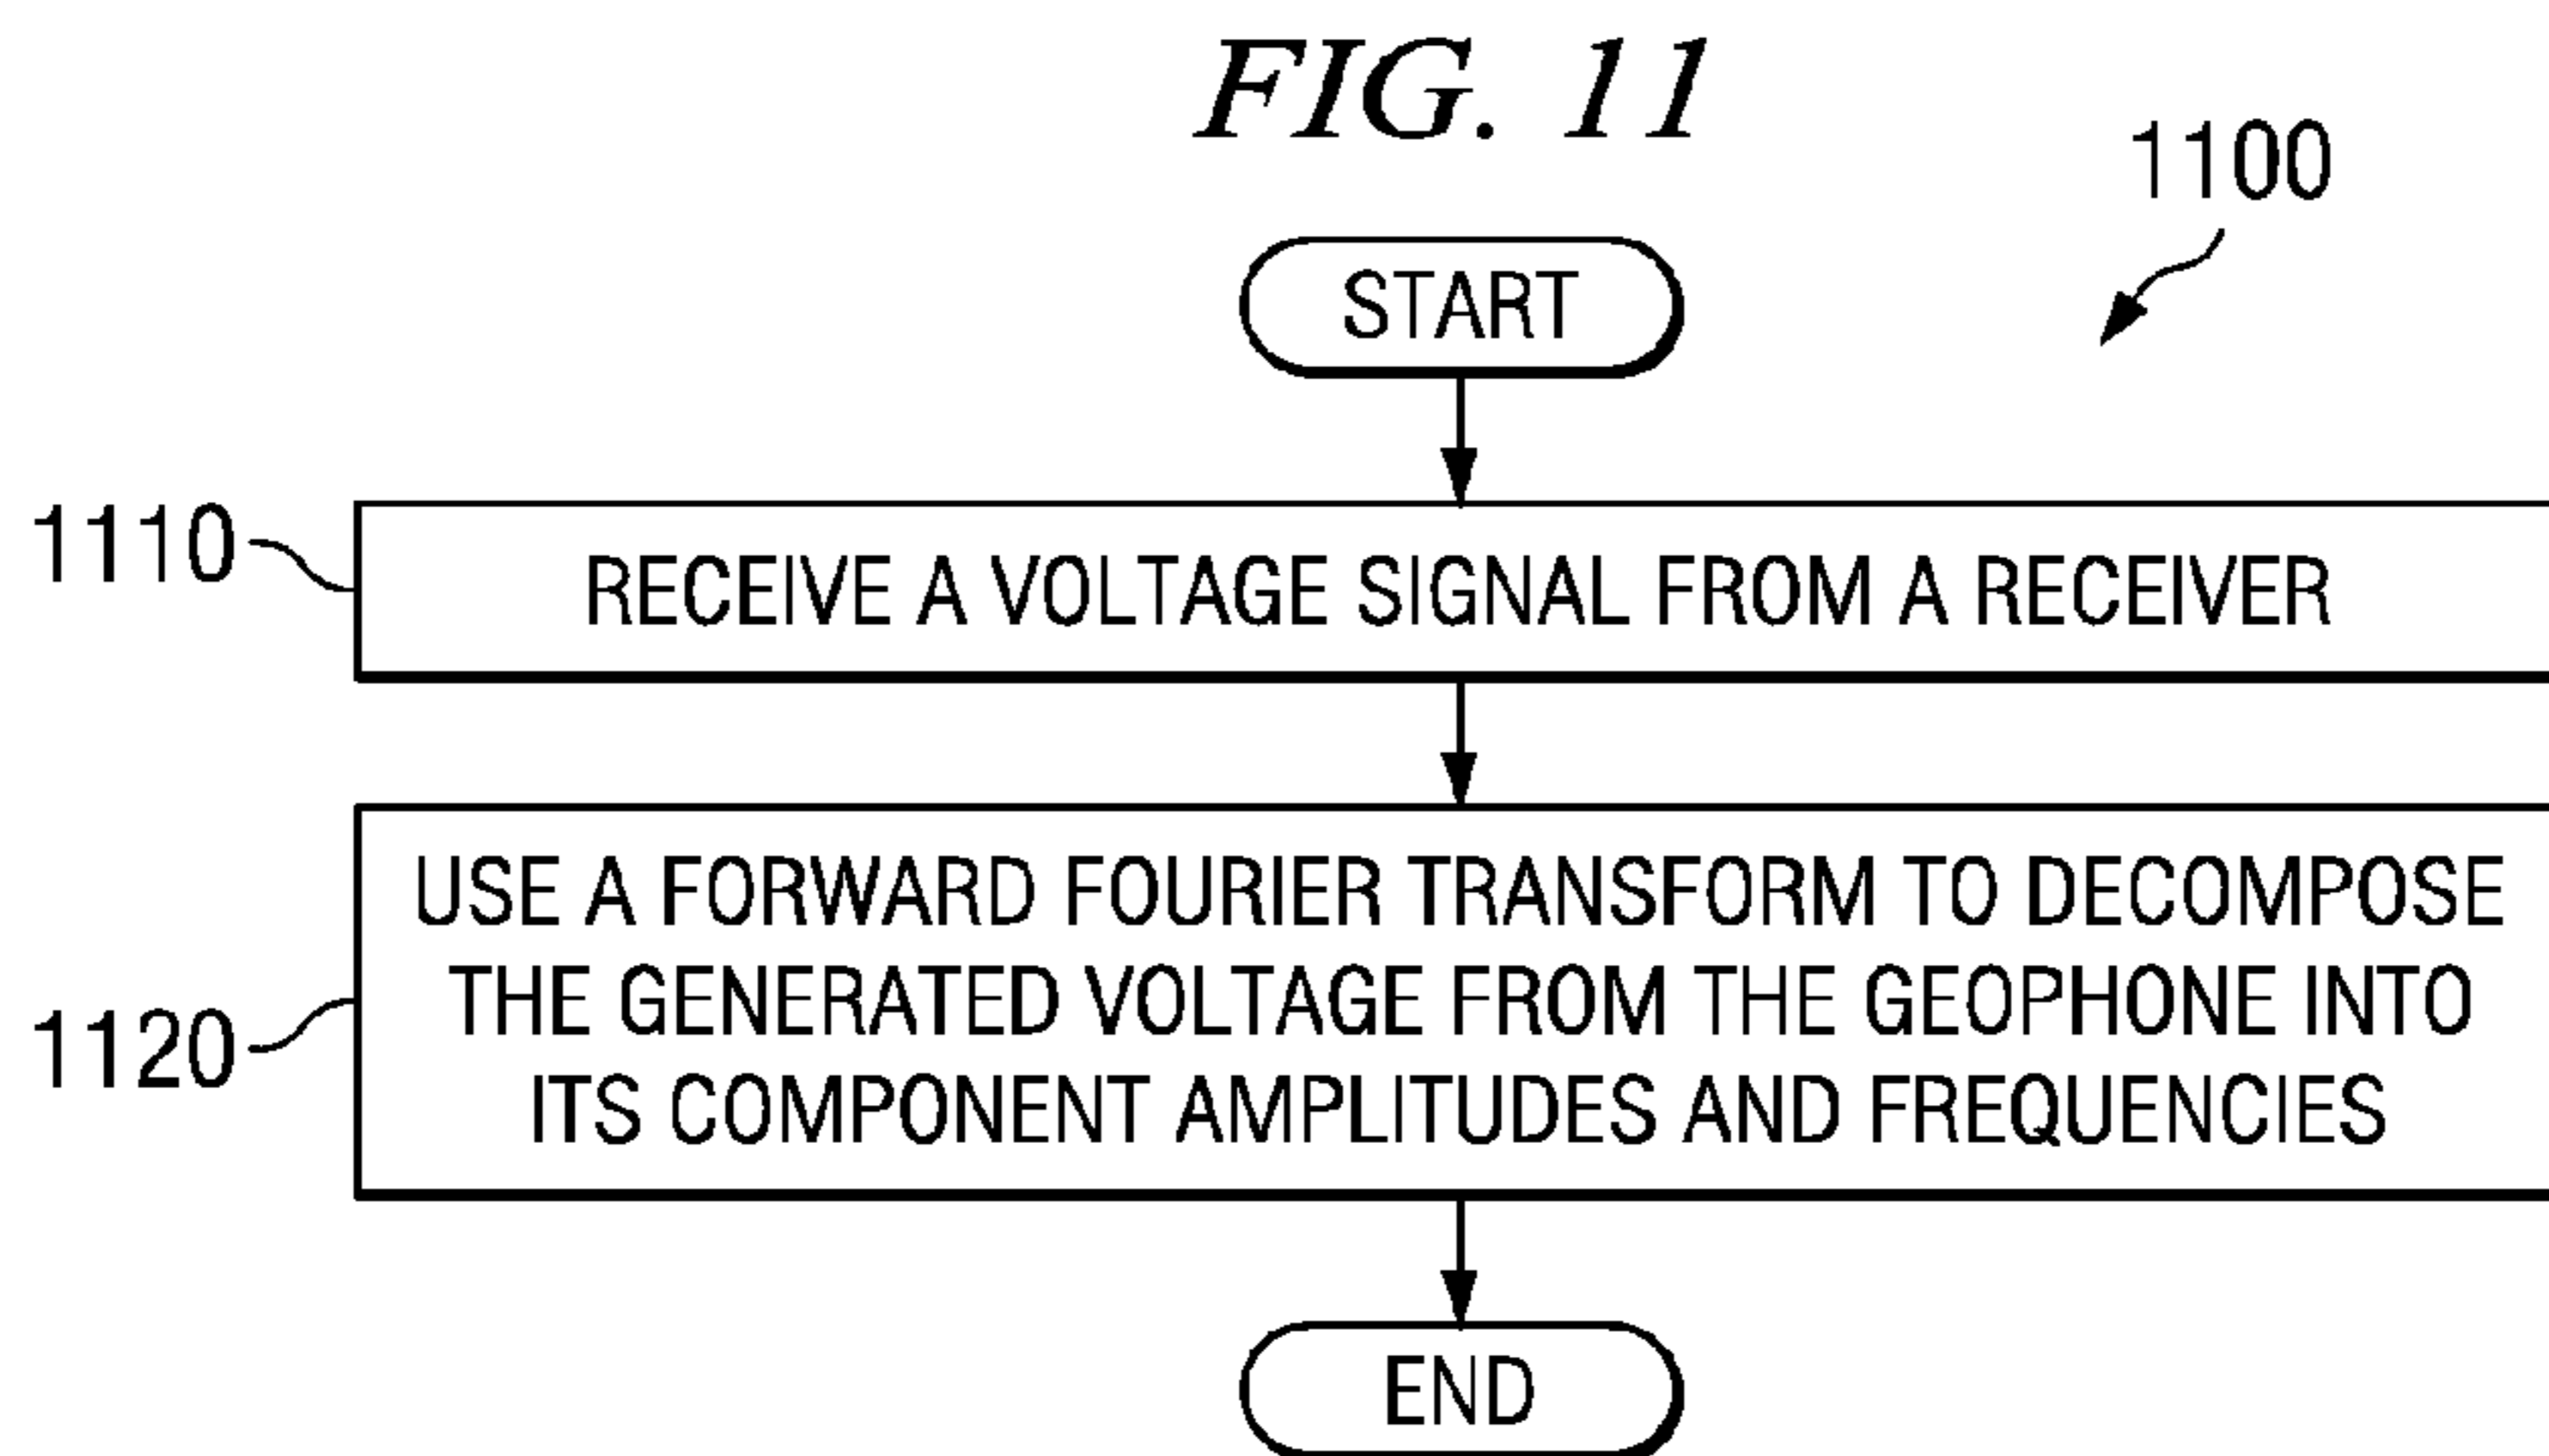 FIG. 11
1100
START
1110
RECEIVE A VOLTAGE SIGNAL FROM A RECEIVER
USE A FORWARD FOURIER TRANSFORM TO DECOMPOSE
THE GENERATED VOLTAGE FROM THE GEOPHONE INTO
ITS COMPONENT AMPLITUDES AND FREQUENCIES
1120
END